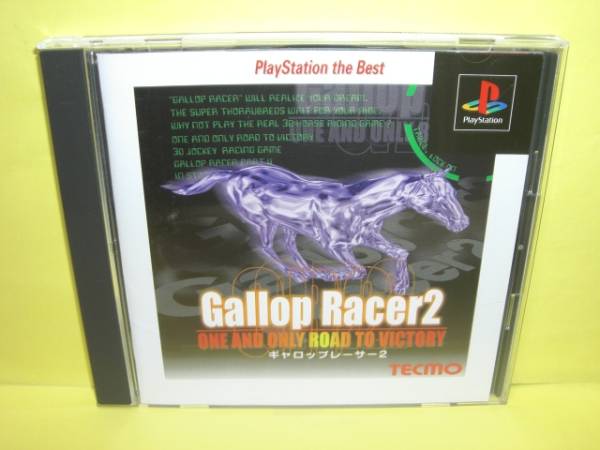 PlayStation the Best
PlayStation
"GALLOP RACER" WILL REALIZE YOUR DREAM.
THE SUPER THOROUBREDS WAIT FOR YOUR
WHY NOT PLAY THE REAL 3D HORSE RIDING GAME ?
ONE AND ONLY ROAD TO VICTORY
3D JOCKEY RACING GAME
GALLOP RACER PART II
Gallop Racer2
ONE AND ONLY ROAD TO VICTORY
ギャロップレーサー2
TECMO